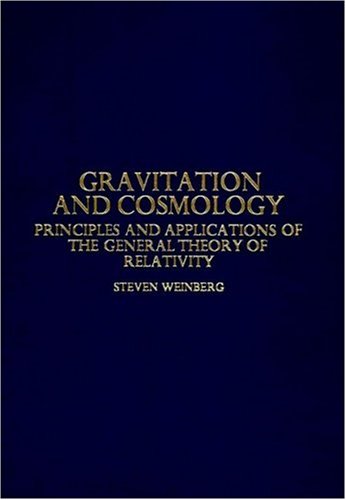 GRAVITATION
AND COSMOLOGY
PRINCIPLES AND APPLICATIONS OF
THE GENERAL THEORY OF
RELATIVITY
STEVEN WEINBERG